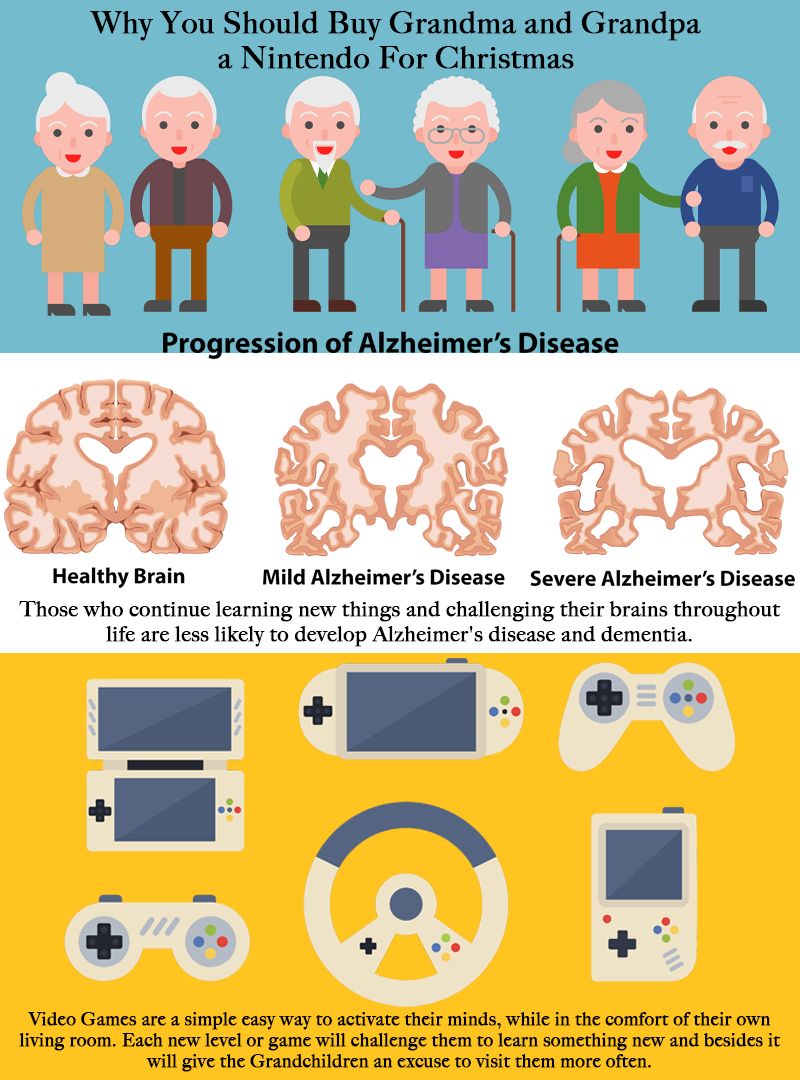 Why You Should Buy Grandma and Grandpa
a Nintendo For Christmas
Progression of Alzheimer’s Disease
Healthy Brain
Mild Alzheimer’s Disease
Severe Alzheimer’s Disease
Those who continue learning new things and challenging their brains throughout
life are less likely to develop Alzheimer's disease and dementia.
Video Games are a simple easy way to activate their minds, while in the comfort of their own
living room. Each new level or game will challenge them to learn something new and besides it
will give the Grandchildren an excuse to visit them more often.